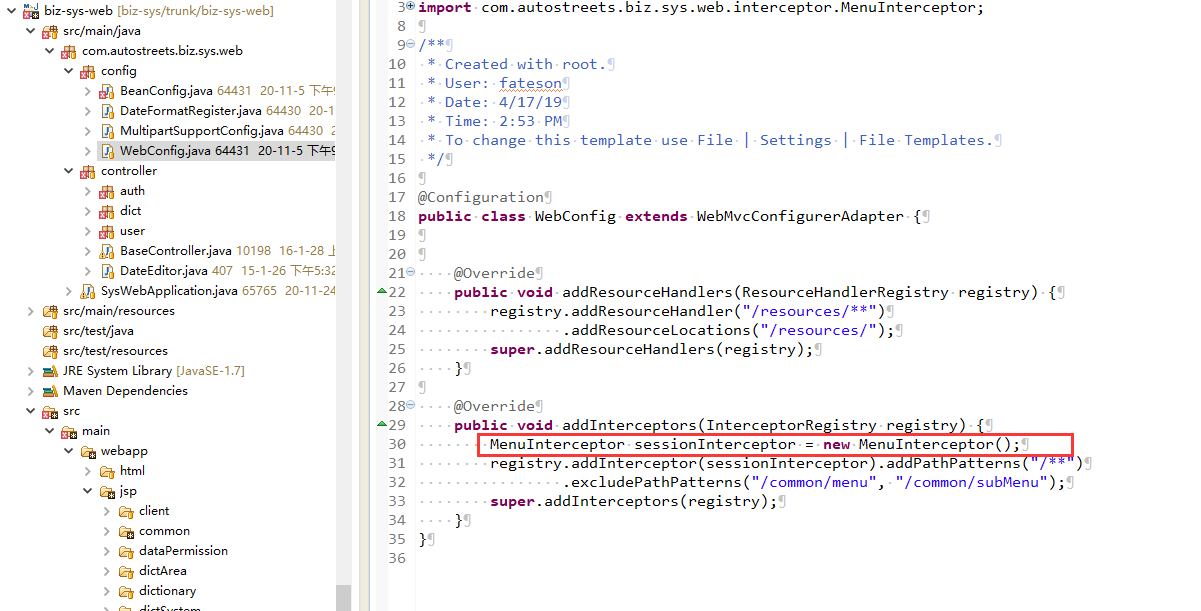 biz-sys-web [biz-sys/trunk/biz-sys-web]
src/main/java
com.autostreets.biz.sys.web
config
BeanConfig.java 64431 20-11-5 下午
DateFormatRegister.java 64430 20-1
MultipartSupportConfig.java 64430 2
WebConfig.java 64431 20-11-5 下午
controller
auth
dict
user
BaseController.java 10198 16-1-28 上
DateEditor.java 407 15-1-26 下午5:32
SysWebApplication.java 65765 20-11-24
src/main/resources
src/test/java
src/test/resources
JRE System Library [JavaSE-1.7]
Maven Dependencies
src
main
webapp
html
jsp
client
common
dataPermission
dictArea
dictionary
dictSystem
3 import com.autostreets.biz.sys.web.interceptor.MenuInterceptor;
8 ¶
9 /**¶
10 * Created with root.¶
11 * User: fateson¶
12 * Date: 4/17/19¶
13 * Time: 2:53 PM¶
14 * To change this template use File | Settings | File Templates.¶
15 */¶
16 ¶
17 @Configuration¶
18 public class WebConfig extends WebMvcConfigurerAdapter {¶
19 ¶
20 ¶
21 @Override¶
22 public void addResourceHandlers(ResourceHandlerRegistry registry) {¶
23 registry.addResourceHandler("/resources/**")¶
24 .addResourceLocations("/resources/");¶
25 super.addResourceHandlers(registry);¶
26 }¶
27 ¶
28 @Override¶
29 public void addInterceptors(InterceptorRegistry registry) {¶
30 MenuInterceptor sessionInterceptor = new MenuInterceptor();¶
31 registry.addInterceptor(sessionInterceptor).addPathPatterns("/**")¶
32 .excludePathPatterns("/common/menu", "/common/subMenu");¶
33 super.addInterceptors(registry);¶
34 }¶
35 }¶
36